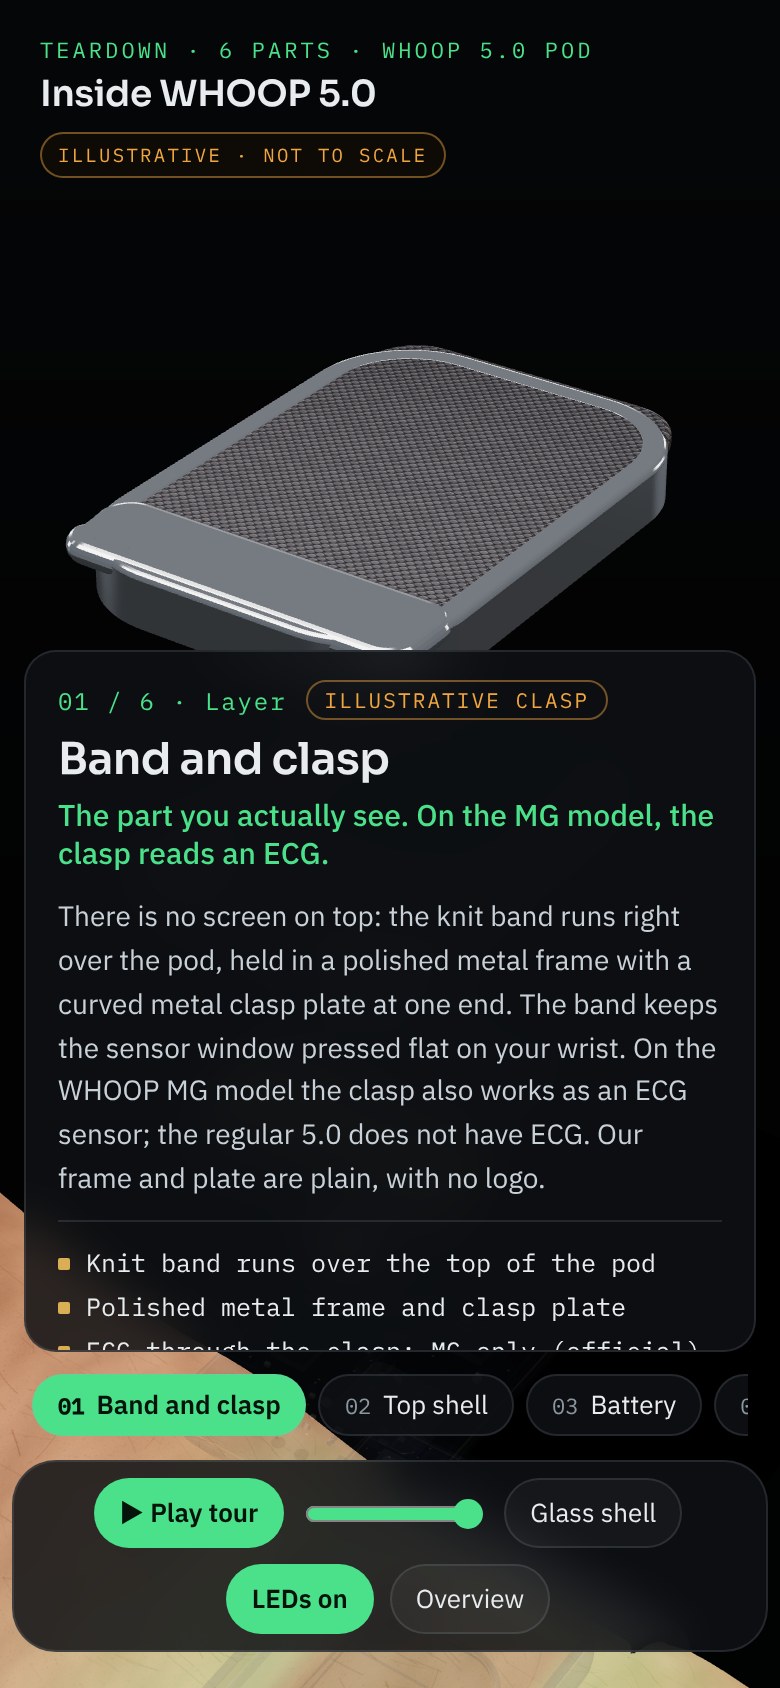 TEARDOWN · 6 PARTS · WHOOP 5.0 POD
Inside WHOOP 5.0
ILLUSTRATIVE · NOT TO SCALE
01 / 6 · Layer
ILLUSTRATIVE CLASP
Band and clasp
The part you actually see. On the MG model, the
clasp reads an ECG.
There is no screen on top: the knit band runs right
over the pod, held in a polished metal frame with a
curved metal clasp plate at one end. The band keeps
the sensor window pressed flat on your wrist. On the
WHOOP MG model the clasp also works as an ECG
sensor; the regular 5.0 does not have ECG. Our
frame and plate are plain, with no logo.
Knit band runs over the top of the pod
Polished metal frame and clasp plate
ECG through the clasp: MG only (official)
01 Band and clasp
02 Top shell
03 Battery
▶ Play tour
Glass shell
LEDs on
Overview